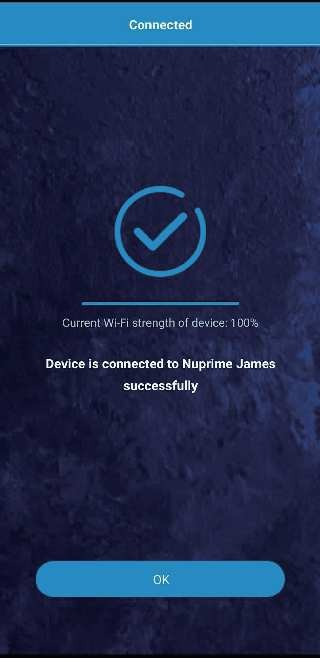 Connected
Current Wi-Fi strength of device: 100%
Device is connected to Nuprime James
successfully
OK